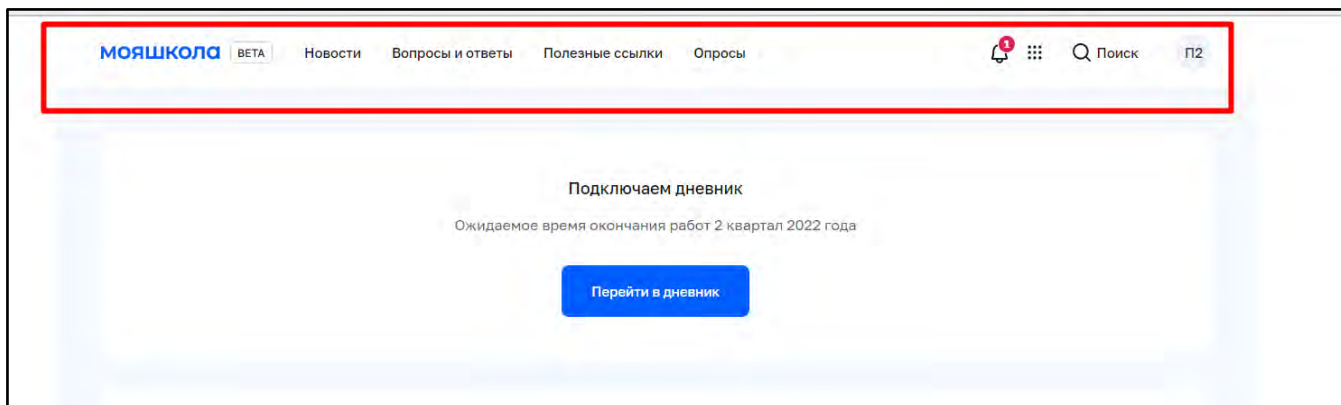 МОЯШКОЛА BETA Новости Вопросы и ответы Полезные ссылки Опросы 1 Поиск П2
Подключаем дневник
Ожидаемое время окончания работ 2 квартал 2022 года
Перейти в дневник